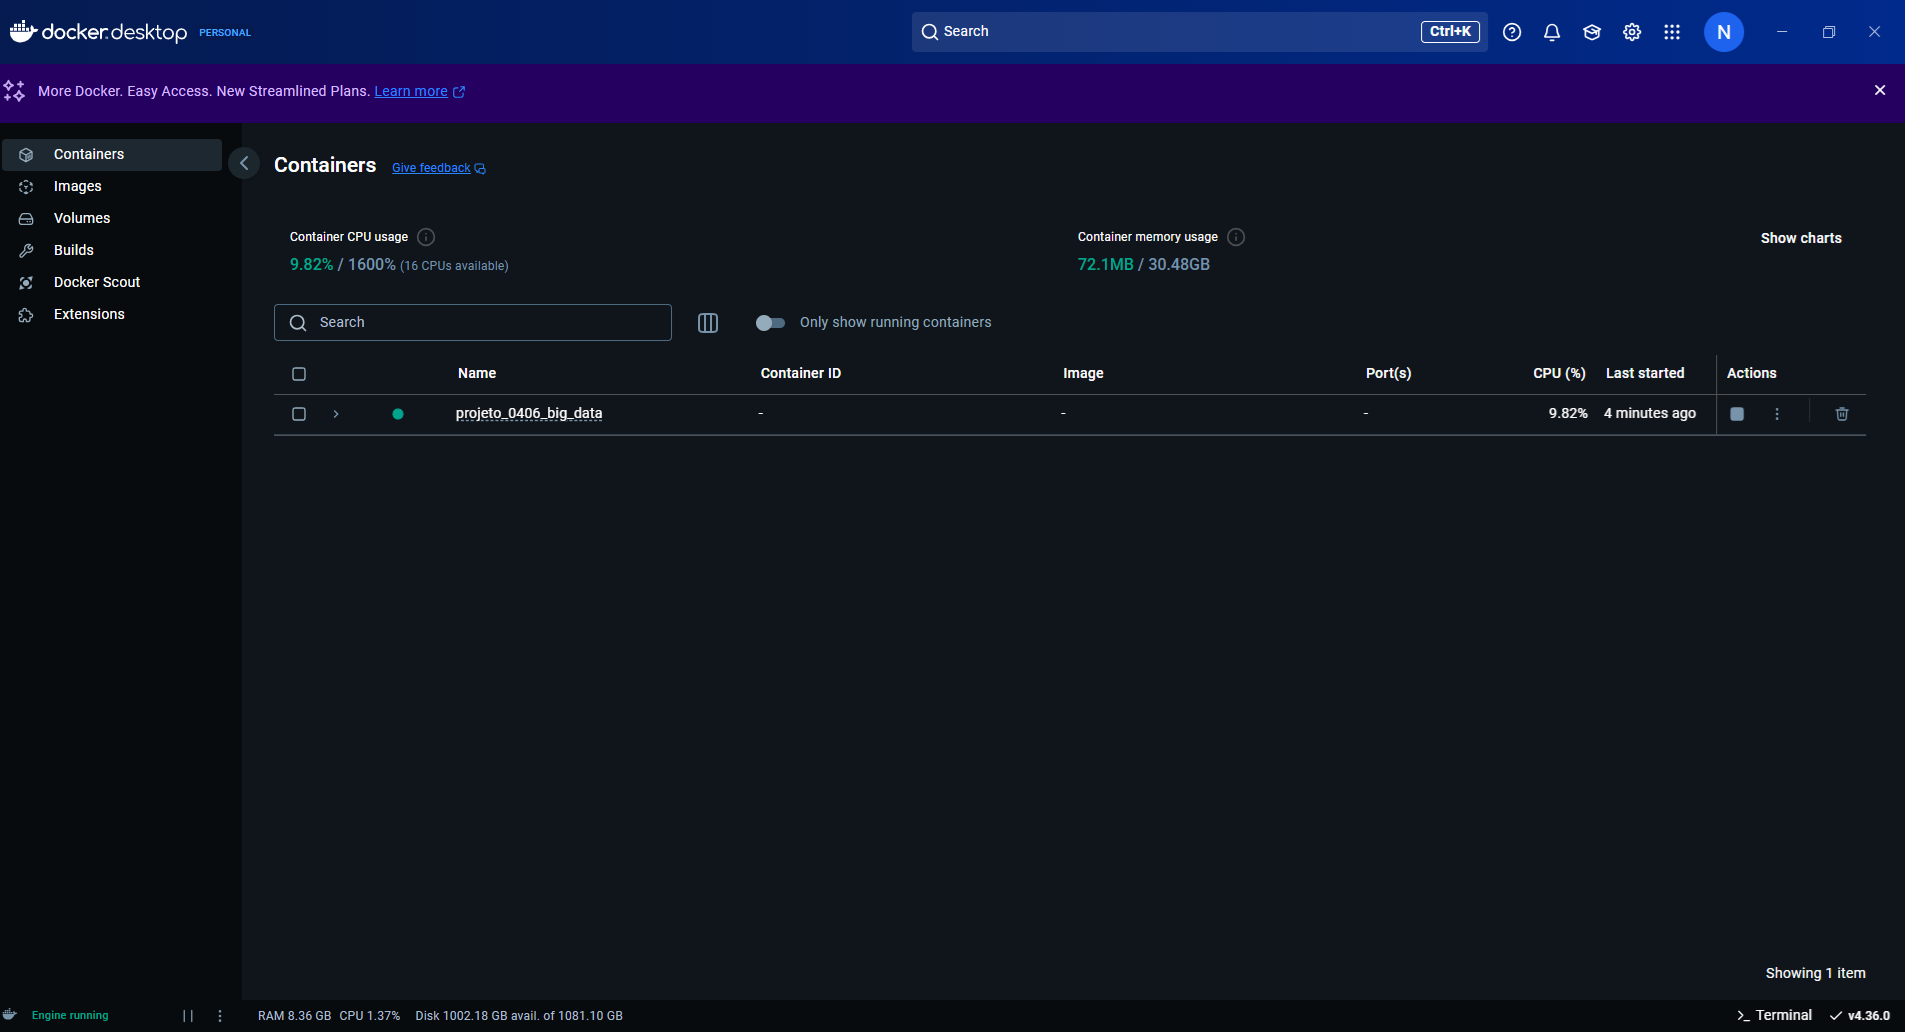 docker.desktop PERSONAL
Search Ctrl+K
N
More Docker. Easy Access. New Streamlined Plans. Learn more
Containers
Images
Volumes
Builds
Docker Scout
Extensions
Containers Give feedback
Container CPU usage
9.82% / 1600% (16 CPUs available)
Container memory usage
72.1MB / 30.48GB
Show charts
Search
Only show running containers
Name Container ID Image Port(s) CPU (%) Last started Actions
projeto_0406_big_data - - - 9.82% 4 minutes ago
Showing 1 item
Engine running
RAM 8.36 GB CPU 1.37% Disk 1002.18 GB avail. of 1081.10 GB
>_ Terminal v4.36.0